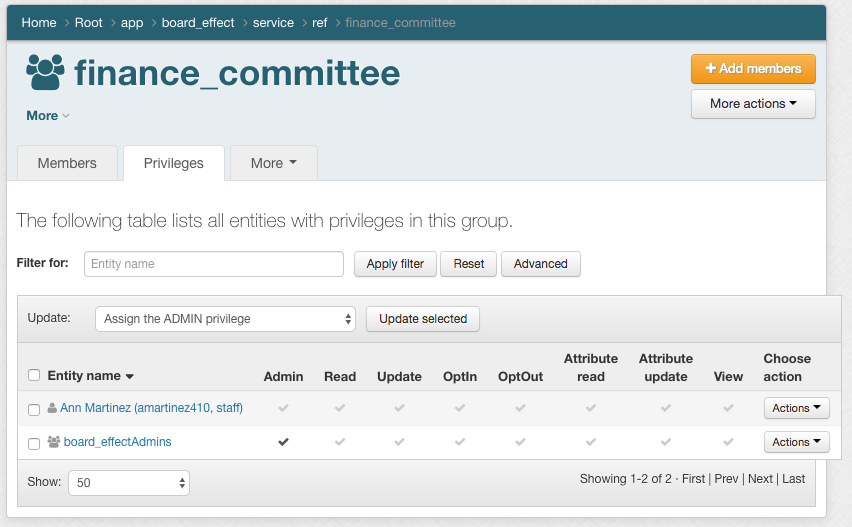 Home > Root > app > board_effect > service > ref > finance_committee
finance_committee
+ Add members
More actions
More
Members
Privileges
More
The following table lists all entities with privileges in this group.
Filter for:
Entity name
Apply filter
Reset
Advanced
Update:
Assign the ADMIN privilege
Update selected
Entity name
Admin
Read
Update
OptIn
OptOut
Attribute read
Attribute update
View
Choose action
Ann Martinez (amartinez410, staff)
Actions
board_effectAdmins
Actions
Show:
50
Showing 1-2 of 2 · First | Prev | Next | Last